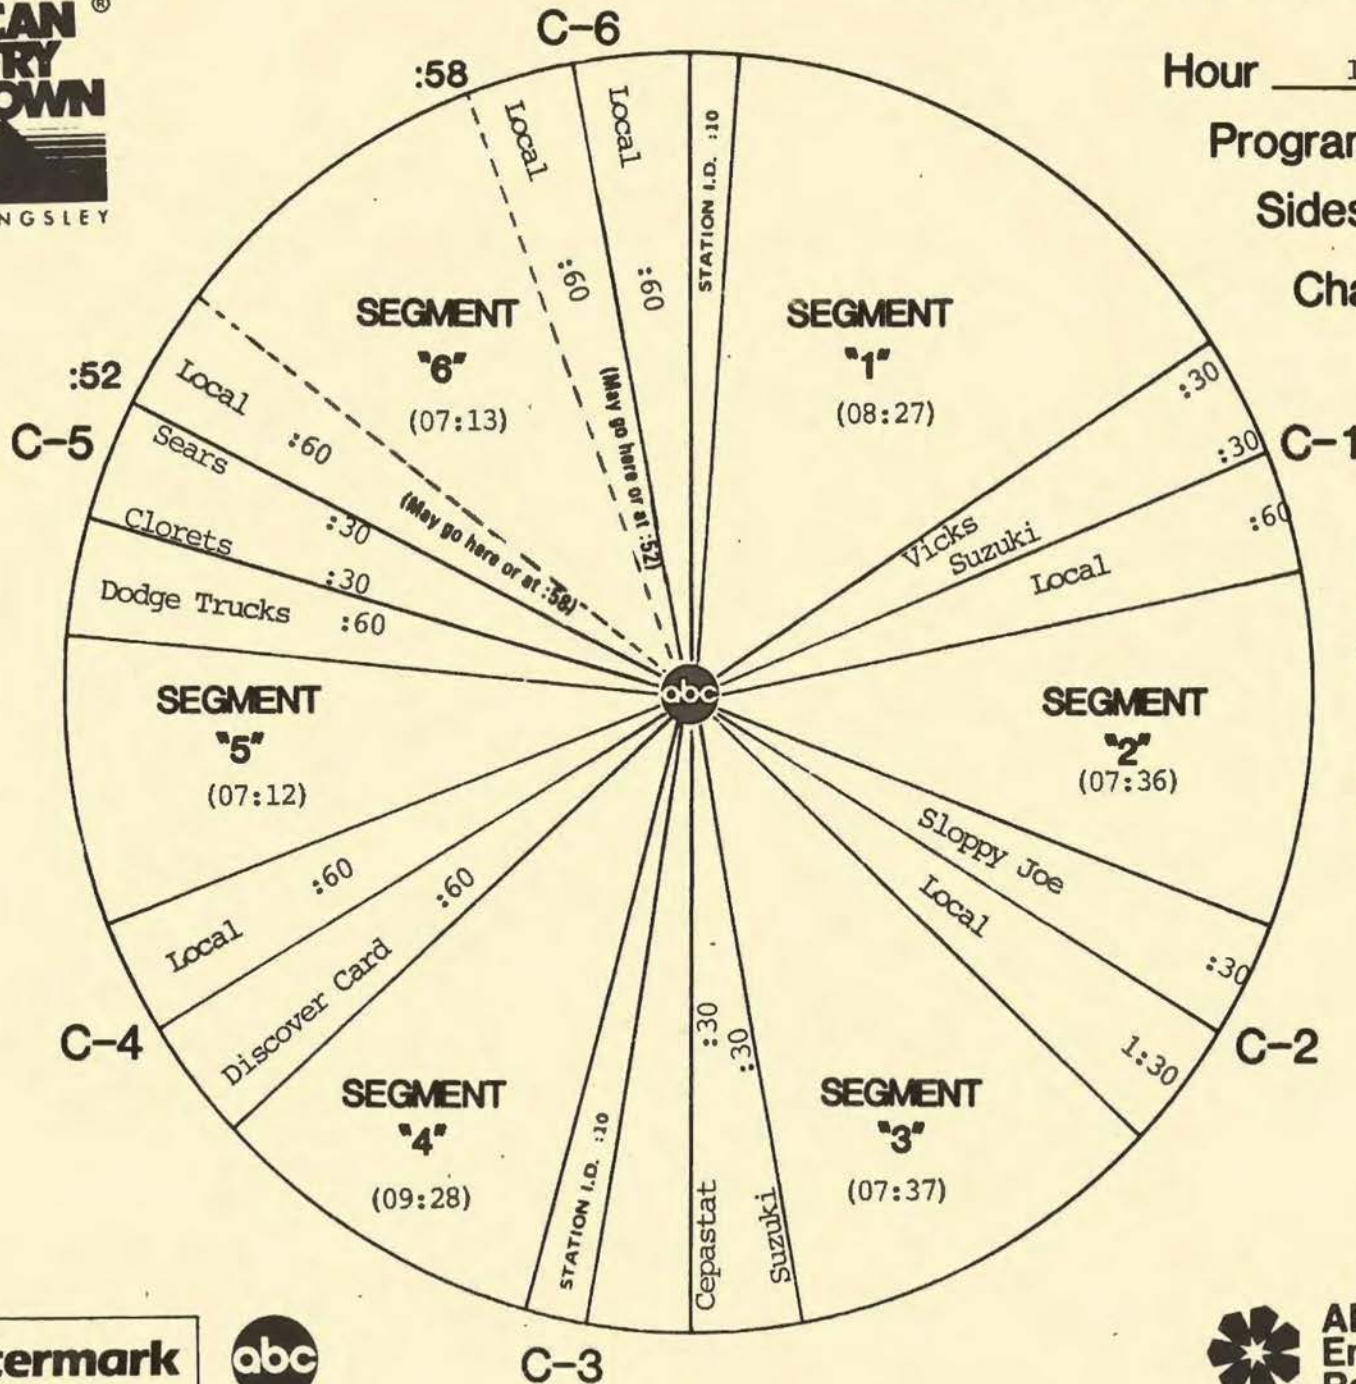 ®
OWN
NGSLEY
Hour
C-6
:58
Local
:60
(May go here or at :52)
Local
:60
STATION I.D. :10
SEGMENT
"1"
(08:27)
Vicks :30
Suzuki :30
C-1
Local :60
SEGMENT
"2"
(07:36)
Sloppy Joe :30
C-2
Local 1:30
SEGMENT
"3"
(07:37)
Suzuki :30
Cepastat :30
C-3
STATION I.D. :10
SEGMENT
"4"
(09:28)
Discover Card :60
C-4
Local :60
SEGMENT
"5"
(07:12)
Dodge Trucks :60
Clorets :30
Sears :30
C-5
:52
Local :60
(May go here or at :58)
SEGMENT
"6"
(07:13)
abc
termark
abc